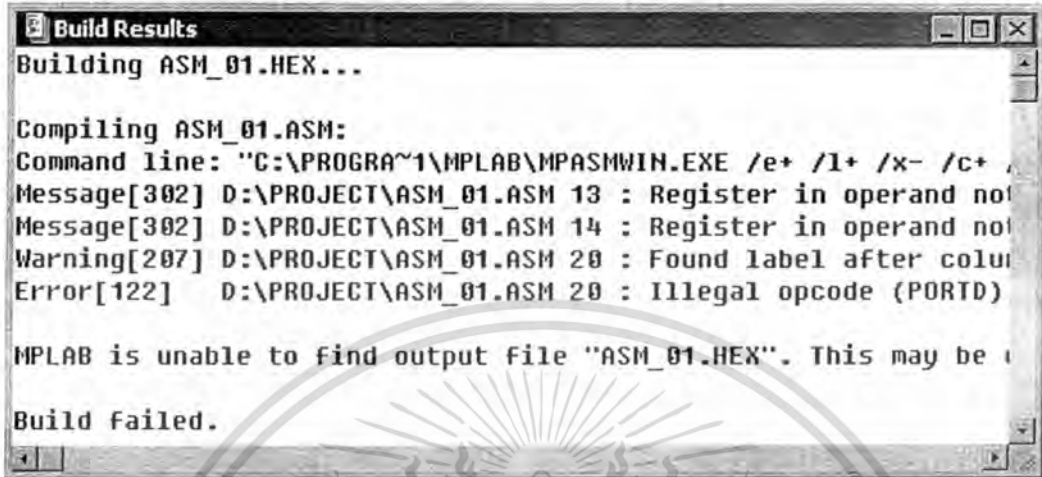 Build Results
Building ASM_01.HEX...
Compiling ASM_01.ASM:
Command line: "C:\PROGRA~1\MPLAB\MPASMWIN.EXE /e+ /l+ /x- /c+
Message[302] D:\PROJECT\ASM_01.ASM 13 : Register in operand not
Message[302] D:\PROJECT\ASM_01.ASM 14 : Register in operand not
Warning[207] D:\PROJECT\ASM_01.ASM 20 : Found label after colum
Error[122] D:\PROJECT\ASM_01.ASM 20 : Illegal opcode (PORTD)
MPLAB is unable to find output file "ASM_01.HEX". This may be
Build failed.